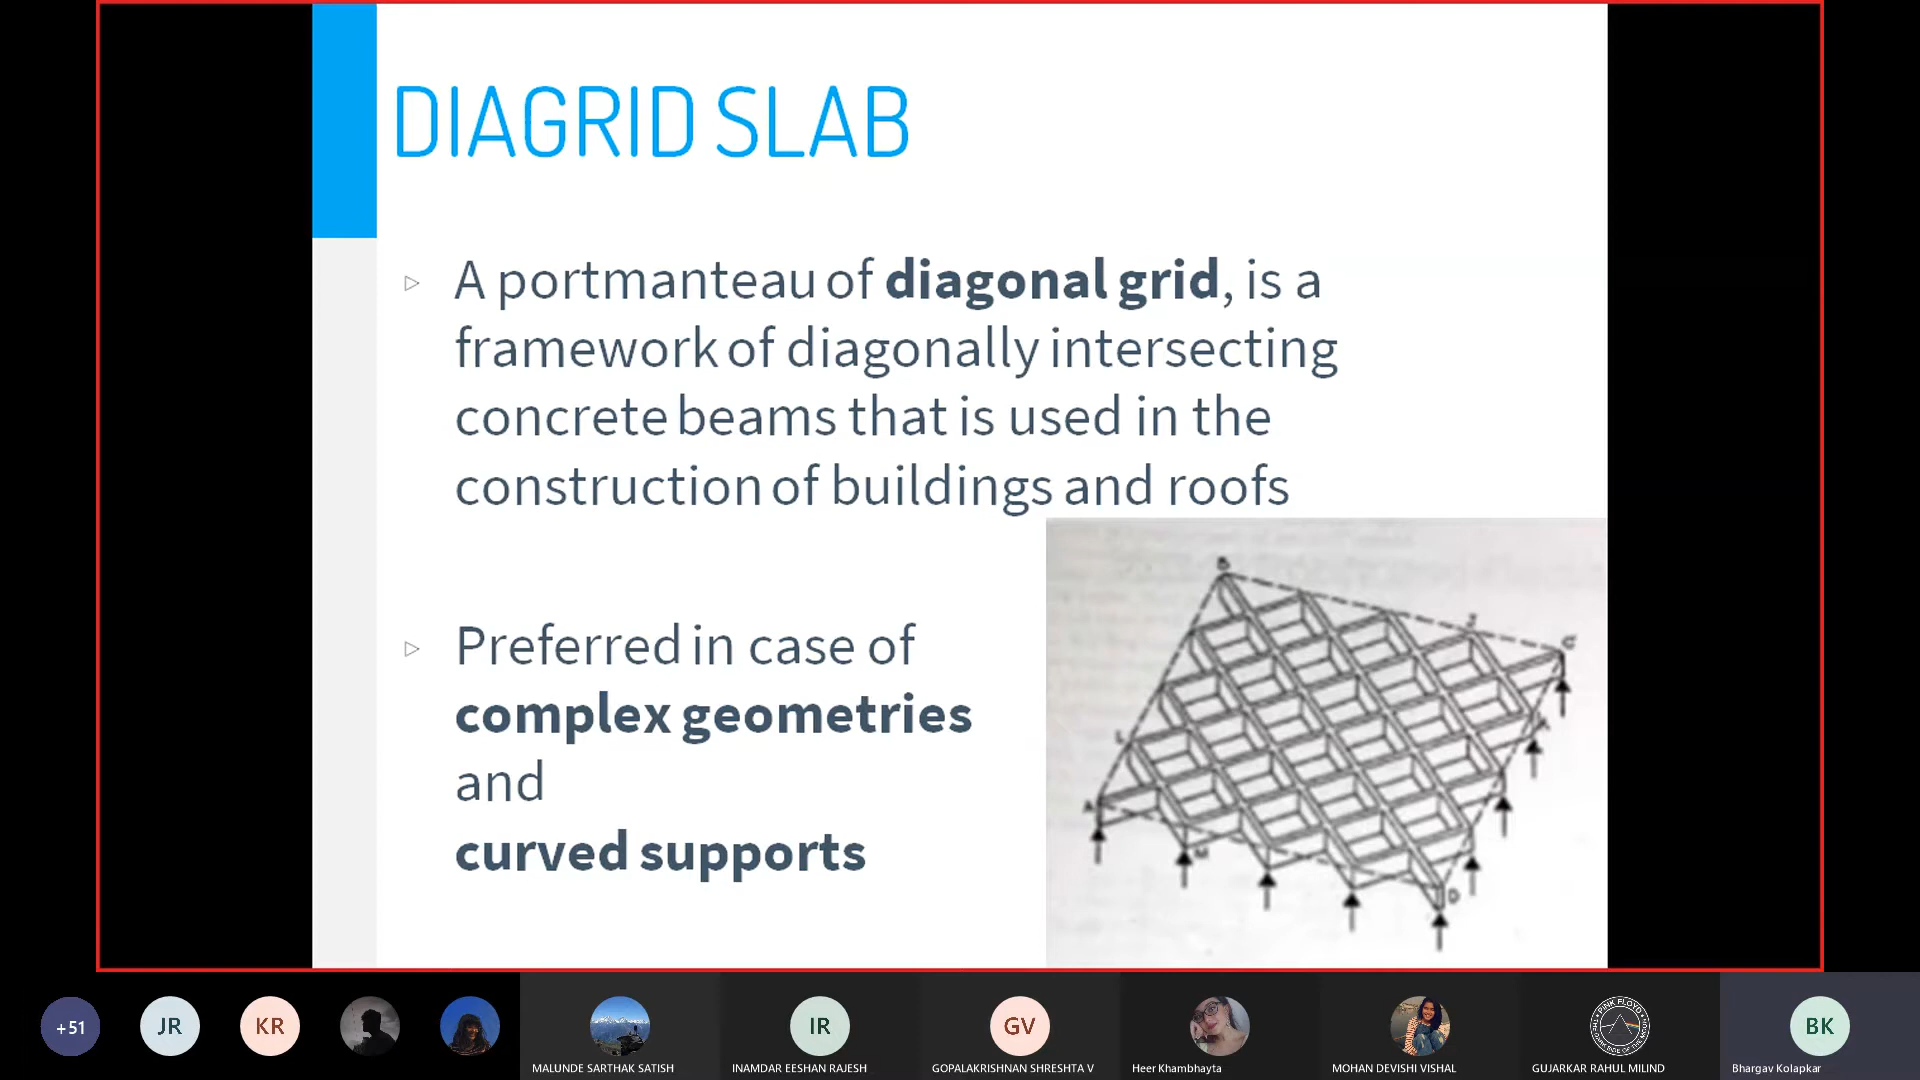 DIAGRID SLAB
A portmanteau of diagonal grid, is a
framework of diagonally intersecting
concrete beams that is used in the
construction of buildings and roofs
Preferred in case of
complex geometries
and
curved supports
B
J
C
K
L
A
M
D
+51
JR
KR
IR
GV
BK
PINK FLOYD
MALUNDE SARTHAK SATISH
INAMDAR EESHAN RAJESH
GOPALAKRISHNAN SHRESHTA V
Heer Khambhayta
MOHAN DEVISHI VISHAL
GUJARKAR RAHUL MILIND
Bhargav Kolapkar